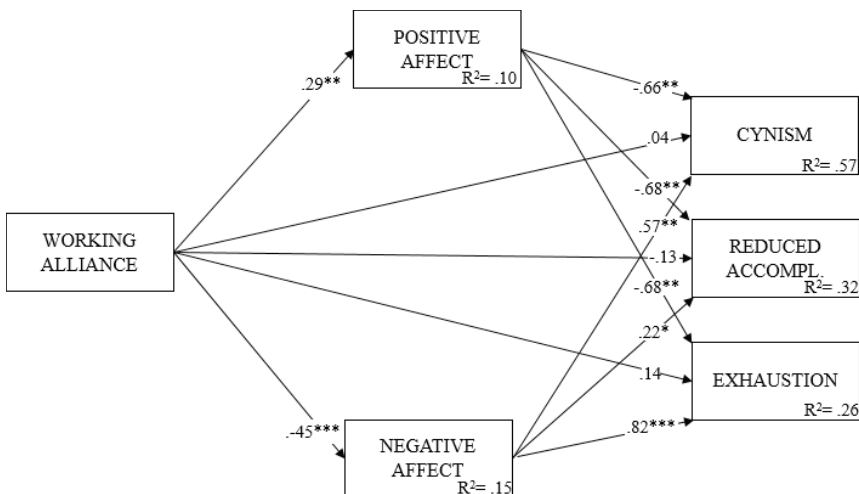 POSITIVE
AFFECT
R²= .10
.29**
-.66**
CYNISM
R²= .57
.04
-.68**
.57**
WORKING
ALLIANCE
REDUCED
ACCOMPL.
R²= .32
-.13
-.68**
.22*
.14
EXHAUSTION
R²= .26
.-45***
.82***
NEGATIVE
AFFECT
R²= .15